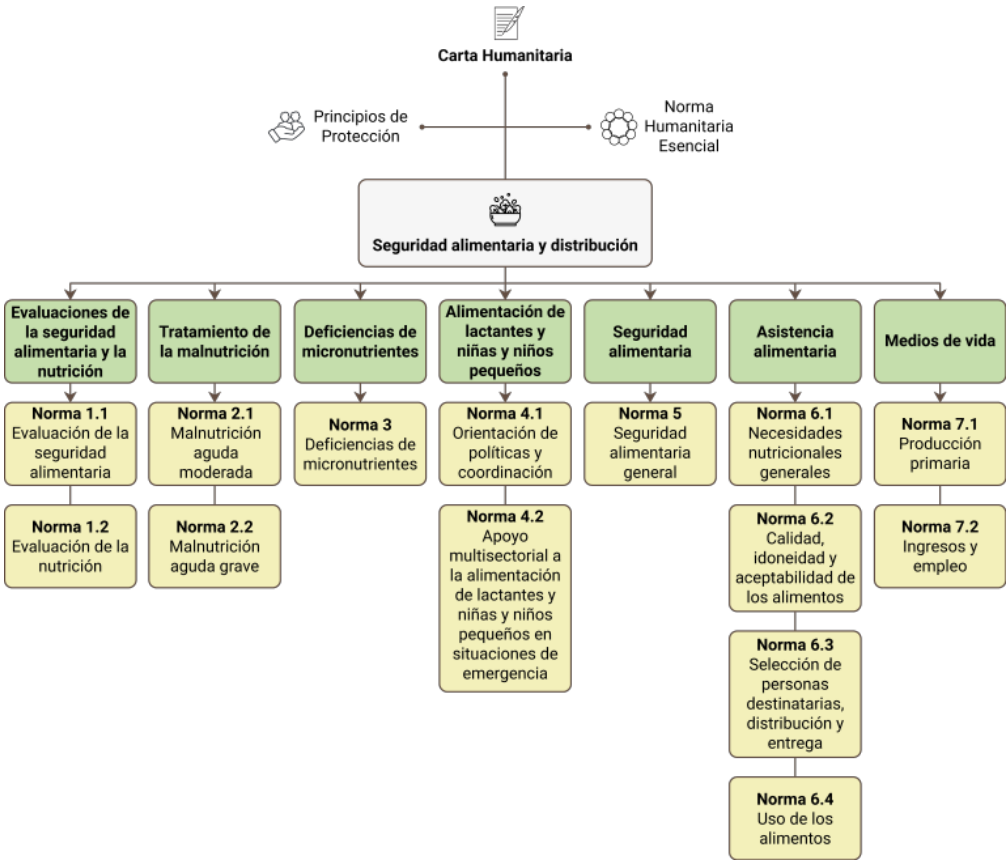 Carta Humanitaria
Principios de
Protección
Norma
Humanitaria
Esencial
Seguridad alimentaria y distribución
Evaluaciones de
la seguridad
alimentaria y la
nutrición
Tratamiento de
la malnutrición
Deficiencias de
micronutrientes
Alimentación de
lactantes y
niñas y niños
pequeños
Seguridad
alimentaria
Asistencia
alimentaria
Medios de vida
Norma 1.1
Evaluación de la
seguridad
alimentaria
Norma 2.1
Malnutrición
aguda
moderada
Norma 3
Deficiencias de
micronutrientes
Norma 4.1
Orientación de
políticas y
coordinación
Norma 5
Seguridad
alimentaria
general
Norma 6.1
Necesidades
nutricionales
generales
Norma 7.1
Producción
primaria
Norma 1.2
Evaluación de la
nutrición
Norma 2.2
Malnutrición
aguda grave
Norma 4.2
Apoyo
multisectorial a
la alimentación
de lactantes y
niñas y niños
pequeños en
situaciones de
emergencia
Norma 6.2
Calidad,
idoneidad y
aceptabilidad de
los alimentos
Norma 7.2
Ingresos y
empleo
Norma 6.3
Selección de
personas
destinatarias,
distribución y
entrega
Norma 6.4
Uso de los
alimentos